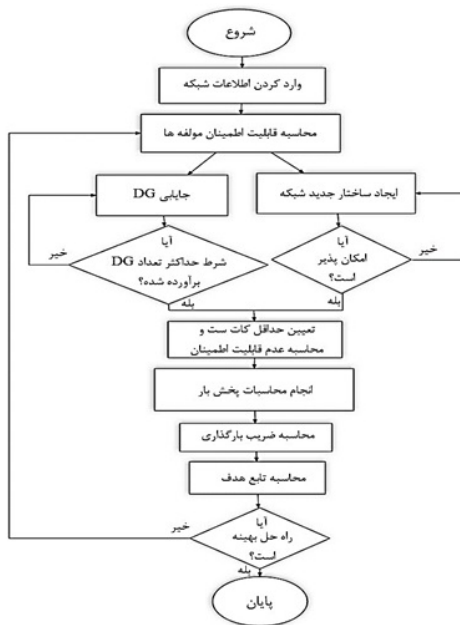 شروع
وارد کردن اطلاعات شبکه
محاسبه قابلیت اطمینان مولفه ها
ایجاد ساختار جدید شبکه
جایابی DG
آیا
امکان پذیر
است؟
خیر
بله
آیا
شرط حداکثر تعداد DG
برآورده شده؟
خیر
بله
تعیین حداقل کات ست و
محاسبه عدم قابلیت اطمینان
انجام محاسبات پخش بار
محاسبه ضریب بارگذاری
محاسبه تابع هدف
آیا
راه حل بهینه
است؟
خیر
بله
پایان